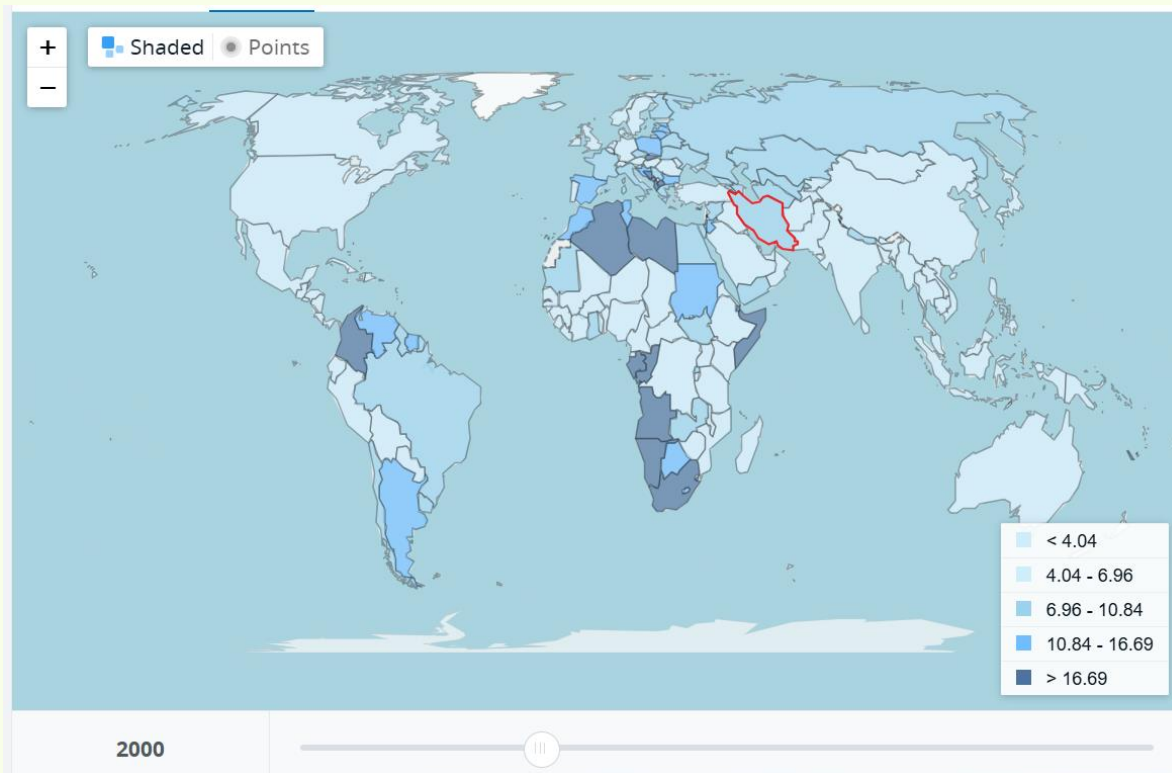 +
Shaded Points
−
< 4.04
4.04 - 6.96
6.96 - 10.84
10.84 - 16.69
> 16.69
2000